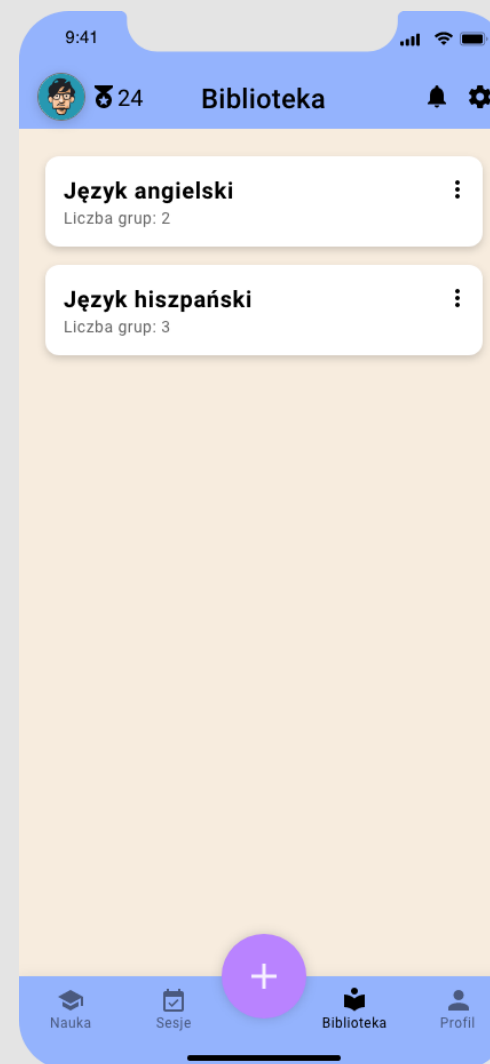 9:41
24
Biblioteka
Język angielski
Liczba grup: 2
Język hiszpański
Liczba grup: 3
Nauka
Sesje
Biblioteka
Profil